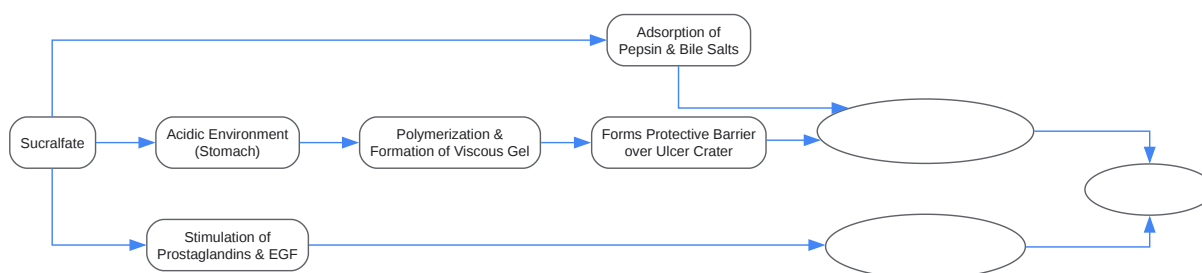 Adsorption of
Pepsin & Bile Salts
Sucralfate
Acidic Environment
(Stomach)
Polymerization &
Formation of Viscous Gel
Forms Protective Barrier
over Ulcer Crater
Stimulation of
Prostaglandins & EGF